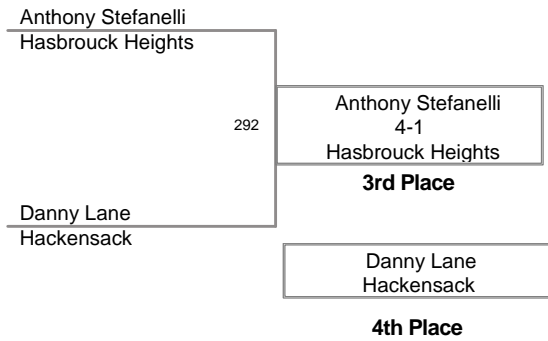 Anthony Stefanelli
Hasbrouck Heights
292
Anthony Stefanelli
4-1
Hasbrouck Heights
3rd Place
Danny Lane
Hackensack
Danny Lane
Hackensack
4th Place